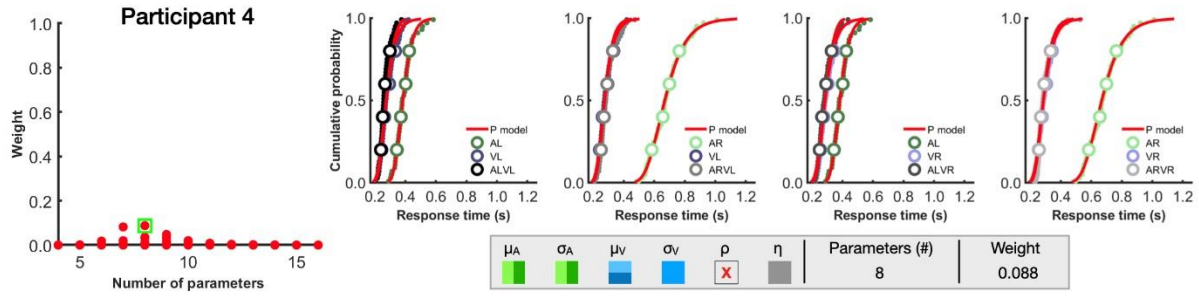 Participant 4
Weight
1.0
0.8
0.6
0.4
0.2
0.0
5
10
15
Number of parameters
Cumulative probability
1.0
0.5
0.0
P model
AL
VL
ALVL
0.2 0.4 0.6 0.8 1.0 1.2
Response time (s)
1.0
0.5
0.0
P model
AR
VL
ARVL
0.2 0.4 0.6 0.8 1.0 1.2
Response time (s)
1.0
0.5
0.0
P model
AL
VR
ALVR
0.2 0.4 0.6 0.8 1.0 1.2
Response time (s)
1.0
0.5
0.0
P model
AR
VR
ARVR
0.2 0.4 0.6 0.8 1.0 1.2
Response time (s)
μA σA μV σV ρ η Parameters (#) Weight
X 8 0.088